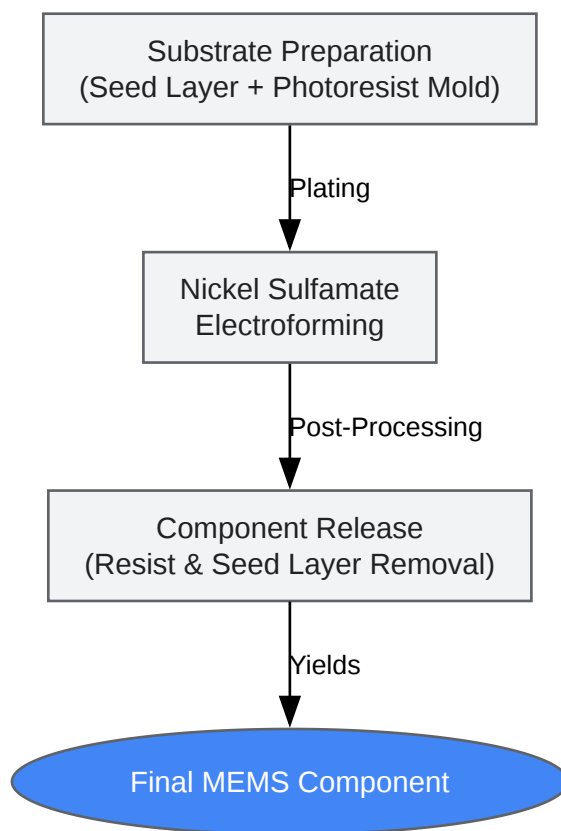 Substrate Preparation
(Seed Layer + Photoresist Mold)
Plating
Nickel Sulfamate
Electroforming
Post-Processing
Component Release
(Resist & Seed Layer Removal)
Yields
Final MEMS Component